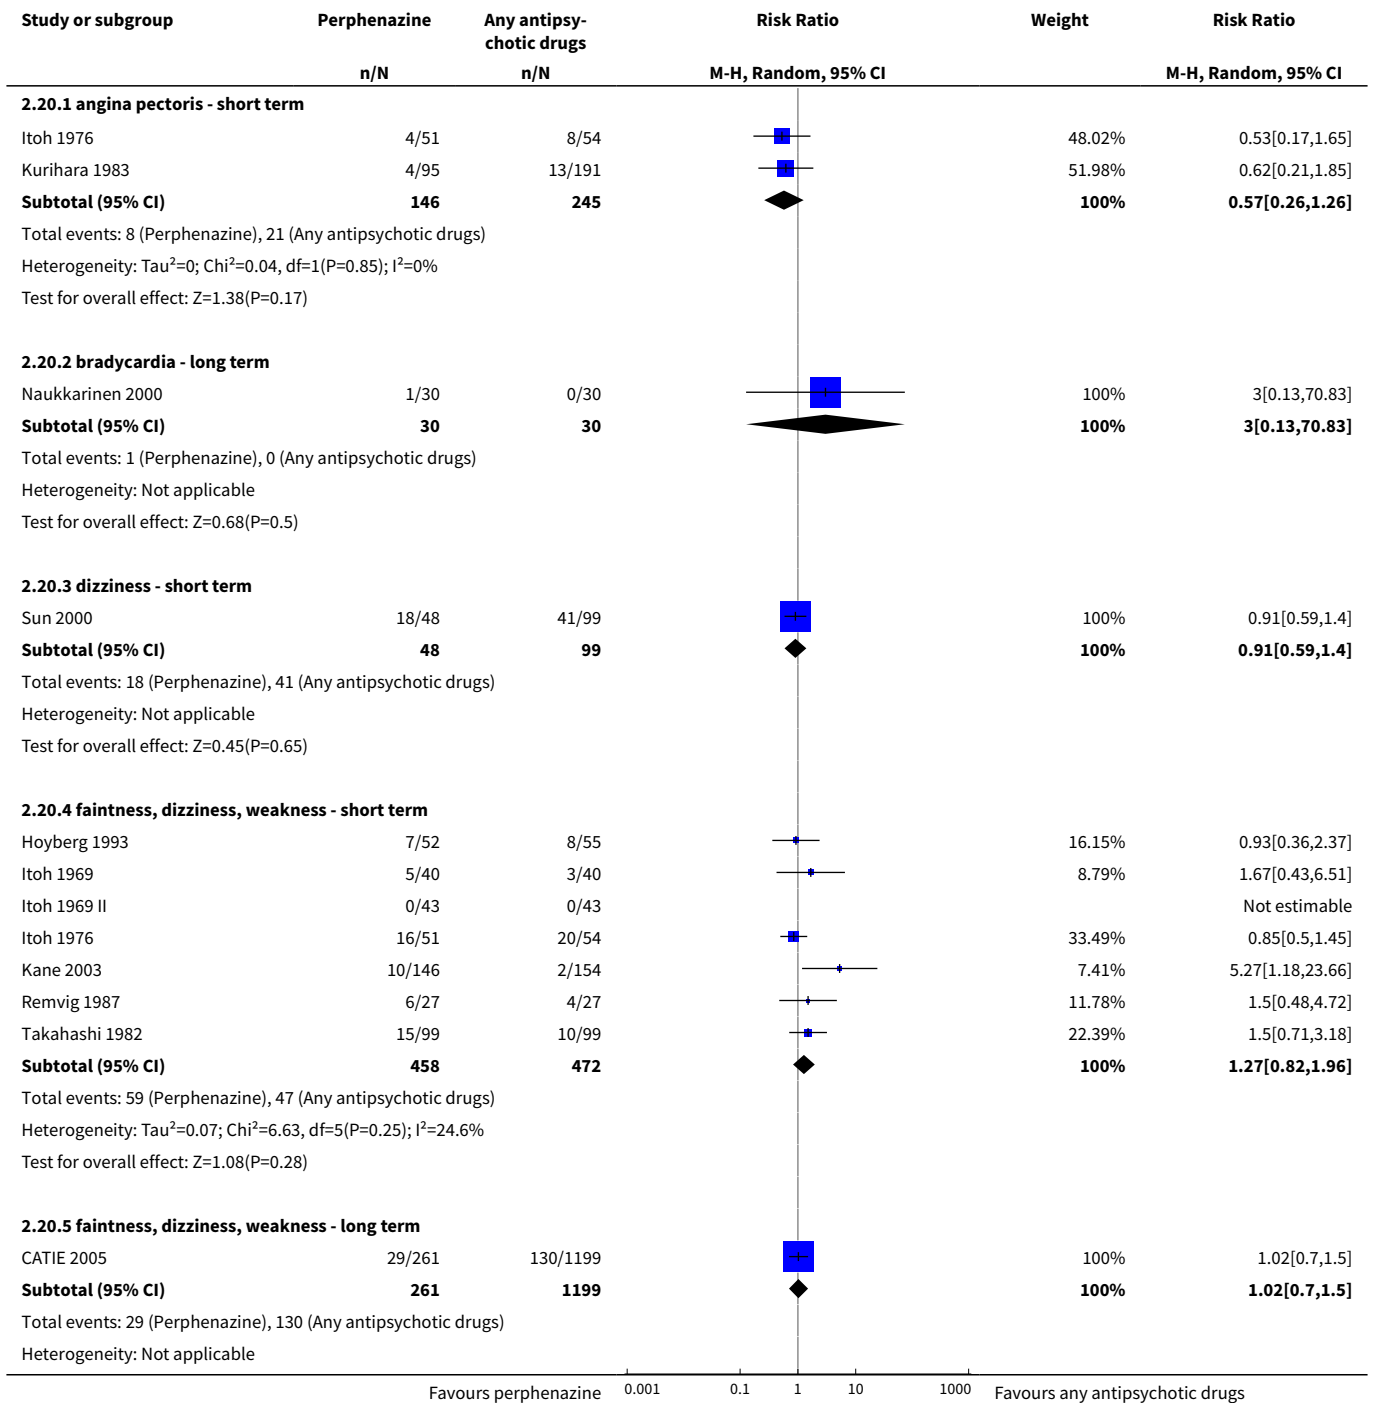 Study or subgroup Perphenazine Any antipsy- Risk Ratio Weight Risk Ratio
chotic drugs
n/N n/N M-H, Random, 95% CI M-H, Random, 95% CI
2.20.1 angina pectoris - short term
Itoh 1976 4/51 8/54 48.02% 0.53[0.17,1.65]
Kurihara 1983 4/95 13/191 51.98% 0.62[0.21,1.85]
Subtotal (95% CI) 146 245 100% 0.57[0.26,1.26]
Total events: 8 (Perphenazine), 21 (Any antipsychotic drugs)
Heterogeneity: Tau²=0; Chi²=0.04, df=1(P=0.85); I²=0%
Test for overall effect: Z=1.38(P=0.17)
2.20.2 bradycardia - long term
Naukkarinen 2000 1/30 0/30 100% 3[0.13,70.83]
Subtotal (95% CI) 30 30 100% 3[0.13,70.83]
Total events: 1 (Perphenazine), 0 (Any antipsychotic drugs)
Heterogeneity: Not applicable
Test for overall effect: Z=0.68(P=0.5)
2.20.3 dizziness - short term
Sun 2000 18/48 41/99 100% 0.91[0.59,1.4]
Subtotal (95% CI) 48 99 100% 0.91[0.59,1.4]
Total events: 18 (Perphenazine), 41 (Any antipsychotic drugs)
Heterogeneity: Not applicable
Test for overall effect: Z=0.45(P=0.65)
2.20.4 faintness, dizziness, weakness - short term
Hoyberg 1993 7/52 8/55 16.15% 0.93[0.36,2.37]
Itoh 1969 5/40 3/40 8.79% 1.67[0.43,6.51]
Itoh 1969 II 0/43 0/43 Not estimable
Itoh 1976 16/51 20/54 33.49% 0.85[0.5,1.45]
Kane 2003 10/146 2/154 7.41% 5.27[1.18,23.66]
Remvig 1987 6/27 4/27 11.78% 1.5[0.48,4.72]
Takahashi 1982 15/99 10/99 22.39% 1.5[0.71,3.18]
Subtotal (95% CI) 458 472 100% 1.27[0.82,1.96]
Total events: 59 (Perphenazine), 47 (Any antipsychotic drugs)
Heterogeneity: Tau²=0.07; Chi²=6.63, df=5(P=0.25); I²=24.6%
Test for overall effect: Z=1.08(P=0.28)
2.20.5 faintness, dizziness, weakness - long term
CATIE 2005 29/261 130/1199 100% 1.02[0.7,1.5]
Subtotal (95% CI) 261 1199 100% 1.02[0.7,1.5]
Total events: 29 (Perphenazine), 130 (Any antipsychotic drugs)
Heterogeneity: Not applicable
Favours perphenazine 0.001 0.1 1 10 1000 Favours any antipsychotic drugs